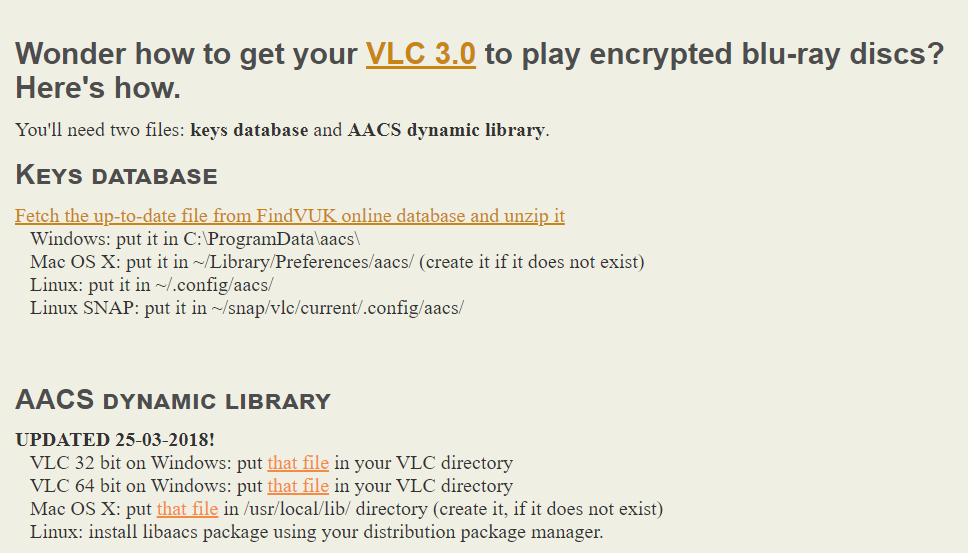 Wonder how to get your VLC 3.0 to play encrypted blu-ray discs?
Here's how.
You'll need two files: keys database and AACS dynamic library.
Keys database
Fetch the up-to-date file from FindVUK online database and unzip it
Windows: put it in C:\ProgramData\aacs\
Mac OS X: put it in ~/Library/Preferences/aacs/ (create it if it does not exist)
Linux: put it in ~/.config/aacs/
Linux SNAP: put it in ~/snap/vlc/current/.config/aacs/
AACS dynamic library
UPDATED 25-03-2018!
VLC 32 bit on Windows: put that file in your VLC directory
VLC 64 bit on Windows: put that file in your VLC directory
Mac OS X: put that file in /usr/local/lib/ directory (create it, if it does not exist)
Linux: install libaacs package using your distribution package manager.